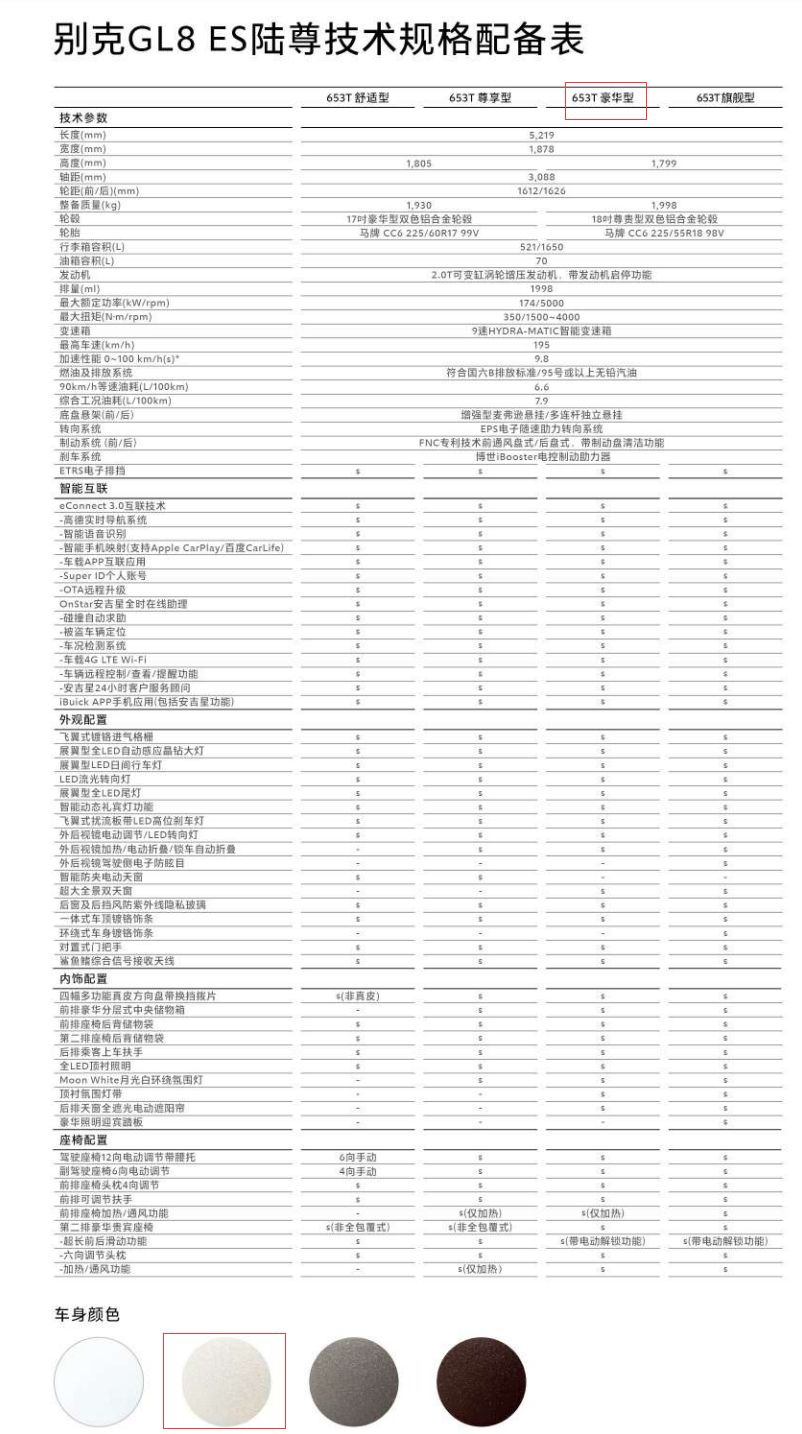 别克GL8 ES陆尊技术规格配备表
653T 舒适型 653T 尊享型 653T 豪华型 653T旗舰型
技术参数
长度(mm) 5,219
宽度(mm) 1,878
高度(mm) 1,805 1,799
轴距(mm) 3,088
轮距(前/后)(mm) 1612/1626
整备质量(kg) 1,930 1,998
轮毂 17吋豪华型双色铝合金轮毂 18吋尊贵型双色铝合金轮毂
轮胎 马牌 CC6 225/60R17 99V 马牌 CC6 225/55R18 98V
行李箱容积(L) 521/1650
油箱容积(L) 70
发动机 2.0T可变缸涡轮增压发动机，带发动机启停功能
排量(ml) 1998
最大额定功率(kW/rpm) 174/5000
最大扭矩(N·m/rpm) 350/1500~4000
变速箱 9速HYDRA-MATIC智能变速箱
最高车速(km/h) 195
加速性能 0~100 km/h(s)* 9.8
燃油及排放系统 符合国六B排放标准/95号或以上无铅汽油
90km/h等速油耗(L/100km) 6.6
综合工况油耗(L/100km) 7.9
底盘悬架(前/后) 增强型麦弗逊悬挂/多连杆独立悬挂
转向系统 EPS电子随速助力转向系统
制动系统 (前/后) FNC专利技术前通风盘式/后盘式，带制动盘清洁功能
刹车系统 博世iBooster电控制动助力器
ETRS电子排挡 s s s s
智能互联
eConnect 3.0互联技术 s s s s
-高德实时导航系统 s s s s
-智能语音识别 s s s s
-智能手机映射(支持Apple CarPlay/百度CarLife) s s s s
-车载APP互联应用 s s s s
-Super ID个人账号 s s s s
-OTA远程升级 s s s s
OnStar安吉星全时在线助理 s s s s
-碰撞自动求助 s s s s
-被盗车辆定位 s s s s
-车况检测系统 s s s s
-车载4G LTE Wi-Fi s s s s
-车辆远程控制/查看/提醒功能 s s s s
-安吉星24小时客户服务顾问 s s s s
iBuick APP手机应用(包括安吉星功能) s s s s
外观配置
飞翼式镀铬进气格栅 s s s s
展翼型全LED自动感应晶钻大灯 s s s s
展翼型LED日间行车灯 s s s s
LED流光转向灯 s s s s
展翼型全LED尾灯 s s s s
智能动态礼宾灯功能 s s s s
飞翼式扰流板带LED高位刹车灯 s s s s
外后视镜电动调节/LED转向灯 s s s s
外后视镜加热/电动折叠/锁车自动折叠 - s s s
外后视镜驾驶侧电子防眩目 - - - s
智能防夹电动天窗 s s - -
超大全景双天窗 - - s s
后窗及后挡风防紫外线隐私玻璃 s s s s
一体式车顶镀铬饰条 s s s s
环绕式车身镀铬饰条 - - - s
对置式门把手 s s s s
鲨鱼鳍综合信号接收天线 s s s s
内饰配置
四幅多功能真皮方向盘带换挡拨片 s(非真皮) s s s
前排豪华分层式中央储物箱 - s s s
前排座椅后背储物袋 s s s s
第二排座椅后背储物袋 s s s s
后排乘客上车扶手 s s s s
全LED顶衬照明 s s s s
Moon White月光白环绕氛围灯 - s s s
顶衬氛围灯带 - - s s
后排天窗全遮光电动遮阳帘 - - s s
豪华照明迎宾踏板 - - - s
座椅配置
驾驶座椅12向电动调节带腰托 6向手动 s s s
副驾驶座椅6向电动调节 4向手动 s s s
前排座椅头枕4向调节 s s s s
前排可调节扶手 s s s s
前排座椅加热/通风功能 - s(仅加热) s(仅加热) s
第二排豪华贵宾座椅 s(非全包覆式) s(非全包覆式) s s
-超长前后滑动功能 s s s(带电动解锁功能) s(带电动解锁功能)
-六向调节头枕 s s s s
-加热/通风功能 - s(仅加热) s s
车身颜色